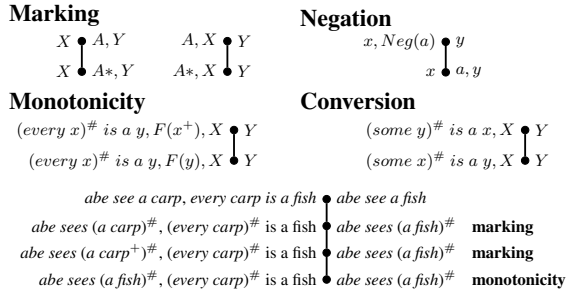 Marking
X A, Y
X A∗, Y
A, X Y
A∗, X Y
Negation
x, Neg(a) y
x a, y
Monotonicity
(every x)# is a y, F(x+), X Y
(every x)# is a y, F(y), X Y
Conversion
(some y)# is a x, X Y
(some x)# is a y, X Y
abe see a carp, every carp is a fish abe see a fish
abe sees (a carp)#, (every carp)# is a fish abe sees (a fish)# marking
abe sees (a carp+)#, (every carp)# is a fish abe sees (a fish)# marking
abe sees (a fish)#, (every carp)# is a fish abe sees (a fish)# monotonicity